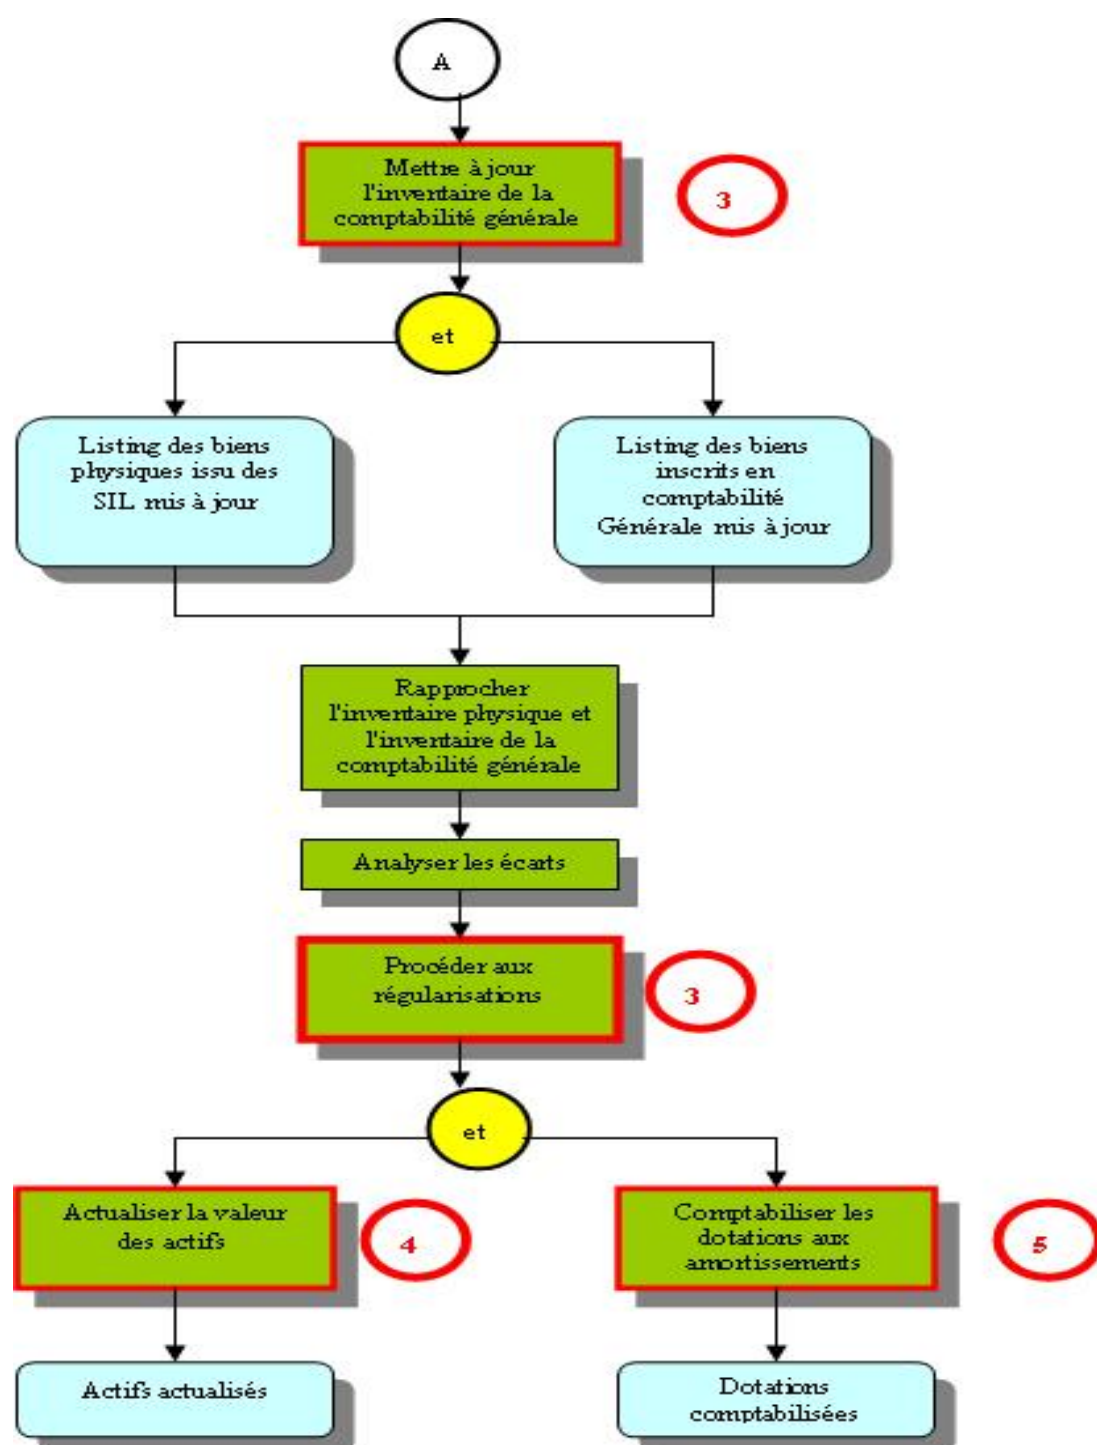 A
Mettre à jour
l'inventaire de la
comptabilité générale
3
et
Listing des biens
physiques issu des
SIL mis à jour
Listing des biens
inscrits en
comptabilité
Générale mis à jour
Rapprocher
l'inventaire physique et
l'inventaire de la
comptabilité générale
Analyser les écarts
Procéder aux
régularisations
3
et
Actualiser la valeur
des actifs
4
Comptabiliser les
dotations aux
amortissements
5
Actifs actualisés
Dotations
comptabilisées